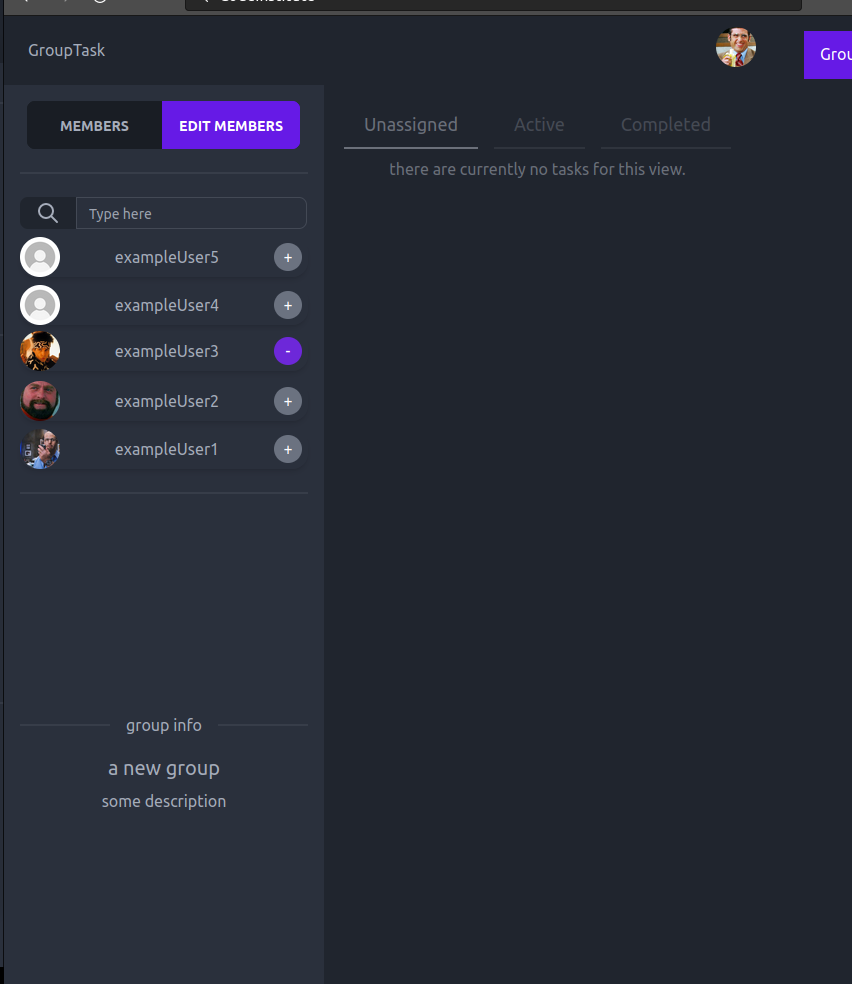 GroupTask
Grou
MEMBERS
EDIT MEMBERS
Type here
exampleUser5
+
exampleUser4
+
exampleUser3
-
exampleUser2
+
exampleUser1
+
group info
a new group
some description
Unassigned
Active
Completed
there are currently no tasks for this view.